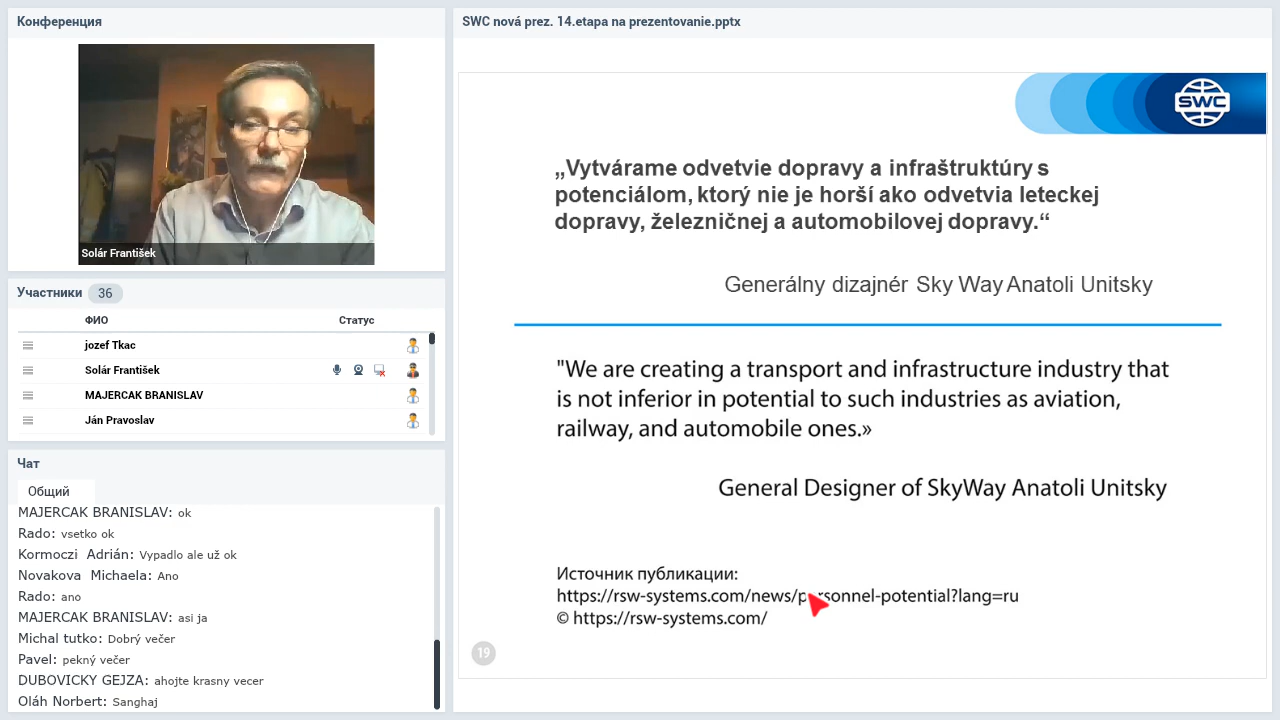 Конференция
Solár František
Участники 36
ФИО Статус
jozef Tkac
Solár František
MAJERCAK BRANISLAV
Ján Pravoslav
Чат
Общий
MAJERCAK BRANISLAV: ok
Rado: vsetko ok
Kormoczi Adrián: Vypadlo ale už ok
Novakova Michaela: Ano
Rado: ano
MAJERCAK BRANISLAV: asi ja
Michal tutko: Dobrý večer
Pavel: pekný večer
DUBOVICKY GEJZA: ahojte krasny vecer
Oláh Norbert: Sanghaj
SWC nová prez. 14.etapa na prezentovanie.pptx
SWC
„Vytvárame odvetvie dopravy a infraštruktúry s
potenciálom, ktorý nie je horší ako odvetvia leteckej
dopravy, železničnej a automobilovej dopravy.“
Generálny dizajnér Sky Way Anatoli Unitsky
"We are creating a transport and infrastructure industry that
is not inferior in potential to such industries as aviation,
railway, and automobile ones.»
General Designer of SkyWay Anatoli Unitsky
Источник публикации:
https://rsw-systems.com/news/personnel-potential?lang=ru
© https://rsw-systems.com/
19